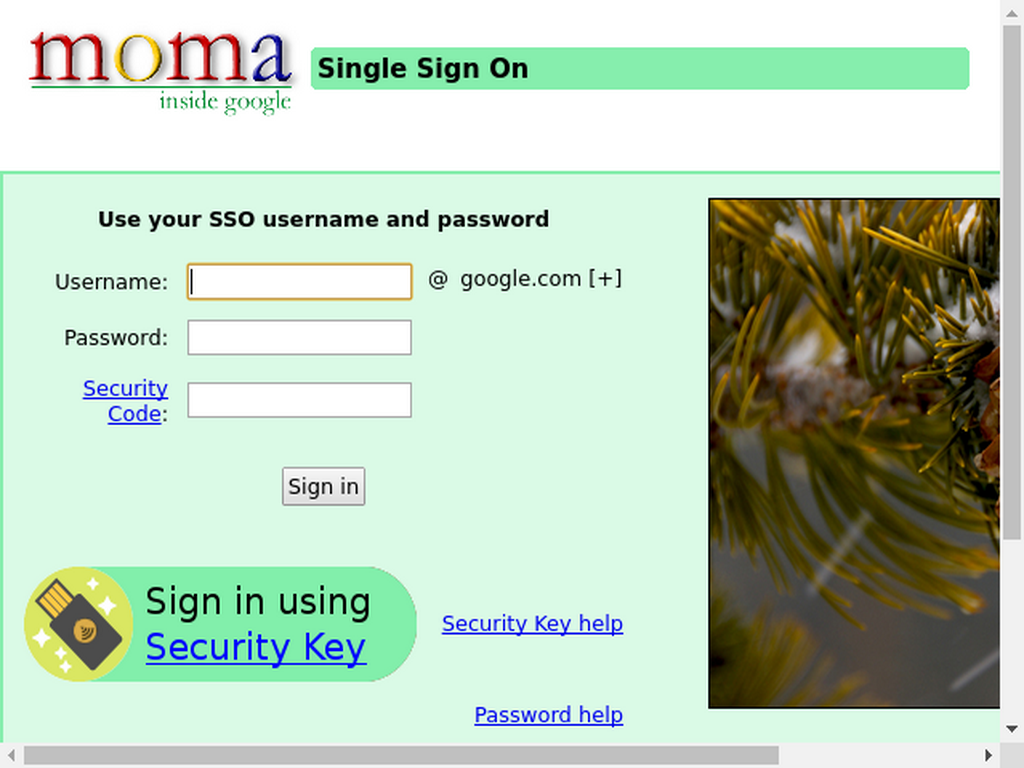 moma
inside google
Single Sign On
Use your SSO username and password
Username:
@ google.com [+]
Password:
Security
Code:
Sign in
Sign in using
Security Key
Security Key help
Password help